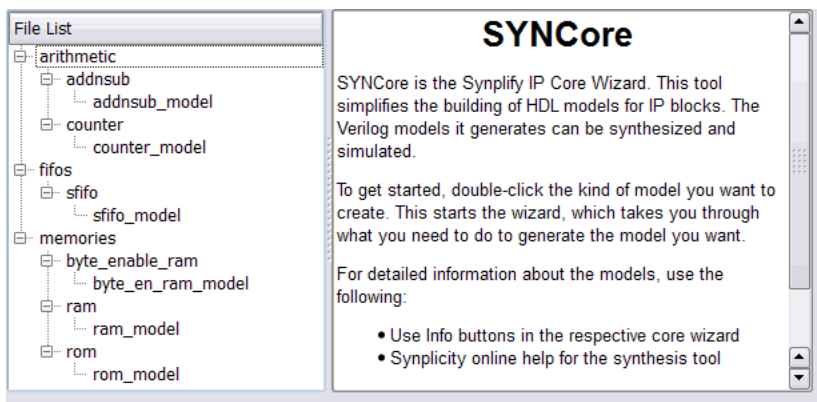 File List
arithmetic
addnsub
addnsub_model
counter
counter_model
fifos
sfifo
sfifo_model
memories
byte_enable_ram
byte_en_ram_model
ram
ram_model
rom
rom_model
SYNCore
SYNCore is the Synplify IP Core Wizard. This tool
simplifies the building of HDL models for IP blocks. The
Verilog models it generates can be synthesized and
simulated.
To get started, double-click the kind of model you want to
create. This starts the wizard, which takes you through
what you need to do to generate the model you want.
For detailed information about the models, use the
following:
• Use Info buttons in the respective core wizard
• Synplicity online help for the synthesis tool